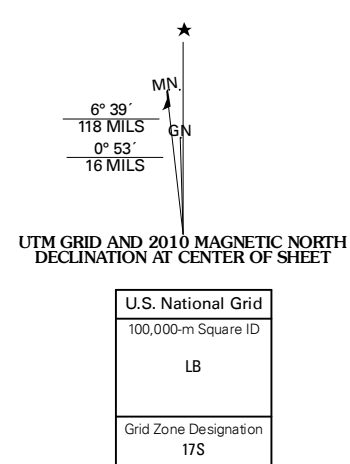 ★
MN
6° 39´
118 MILS
GN
0° 53´
16 MILS
UTM GRID AND 2010 MAGNETIC NORTH
DECLINATION AT CENTER OF SHEET
U.S. National Grid
100,000-m Square ID
LB
Grid Zone Designation
17S